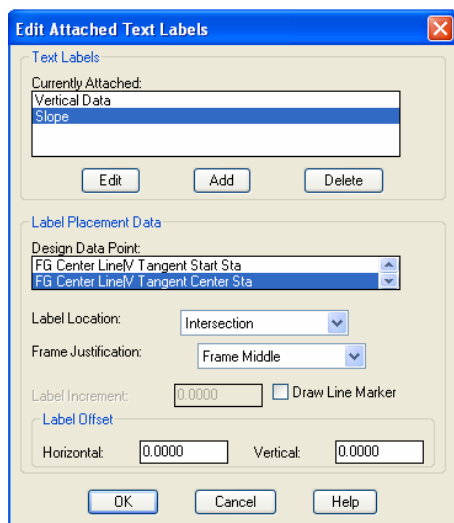 Edit Attached Text Labels
Text Labels
Currently Attached:
Vertical Data
Slope
Edit Add Delete
Label Placement Data
Design Data Point:
FG Center Line|V Tangent Start Sta
FG Center Line|V Tangent Center Sta
Label Location: Intersection
Frame Justification: Frame Middle
Label Increment: 0.0000 Draw Line Marker
Label Offset
Horizontal: 0.0000 Vertical: 0.0000
OK Cancel Help